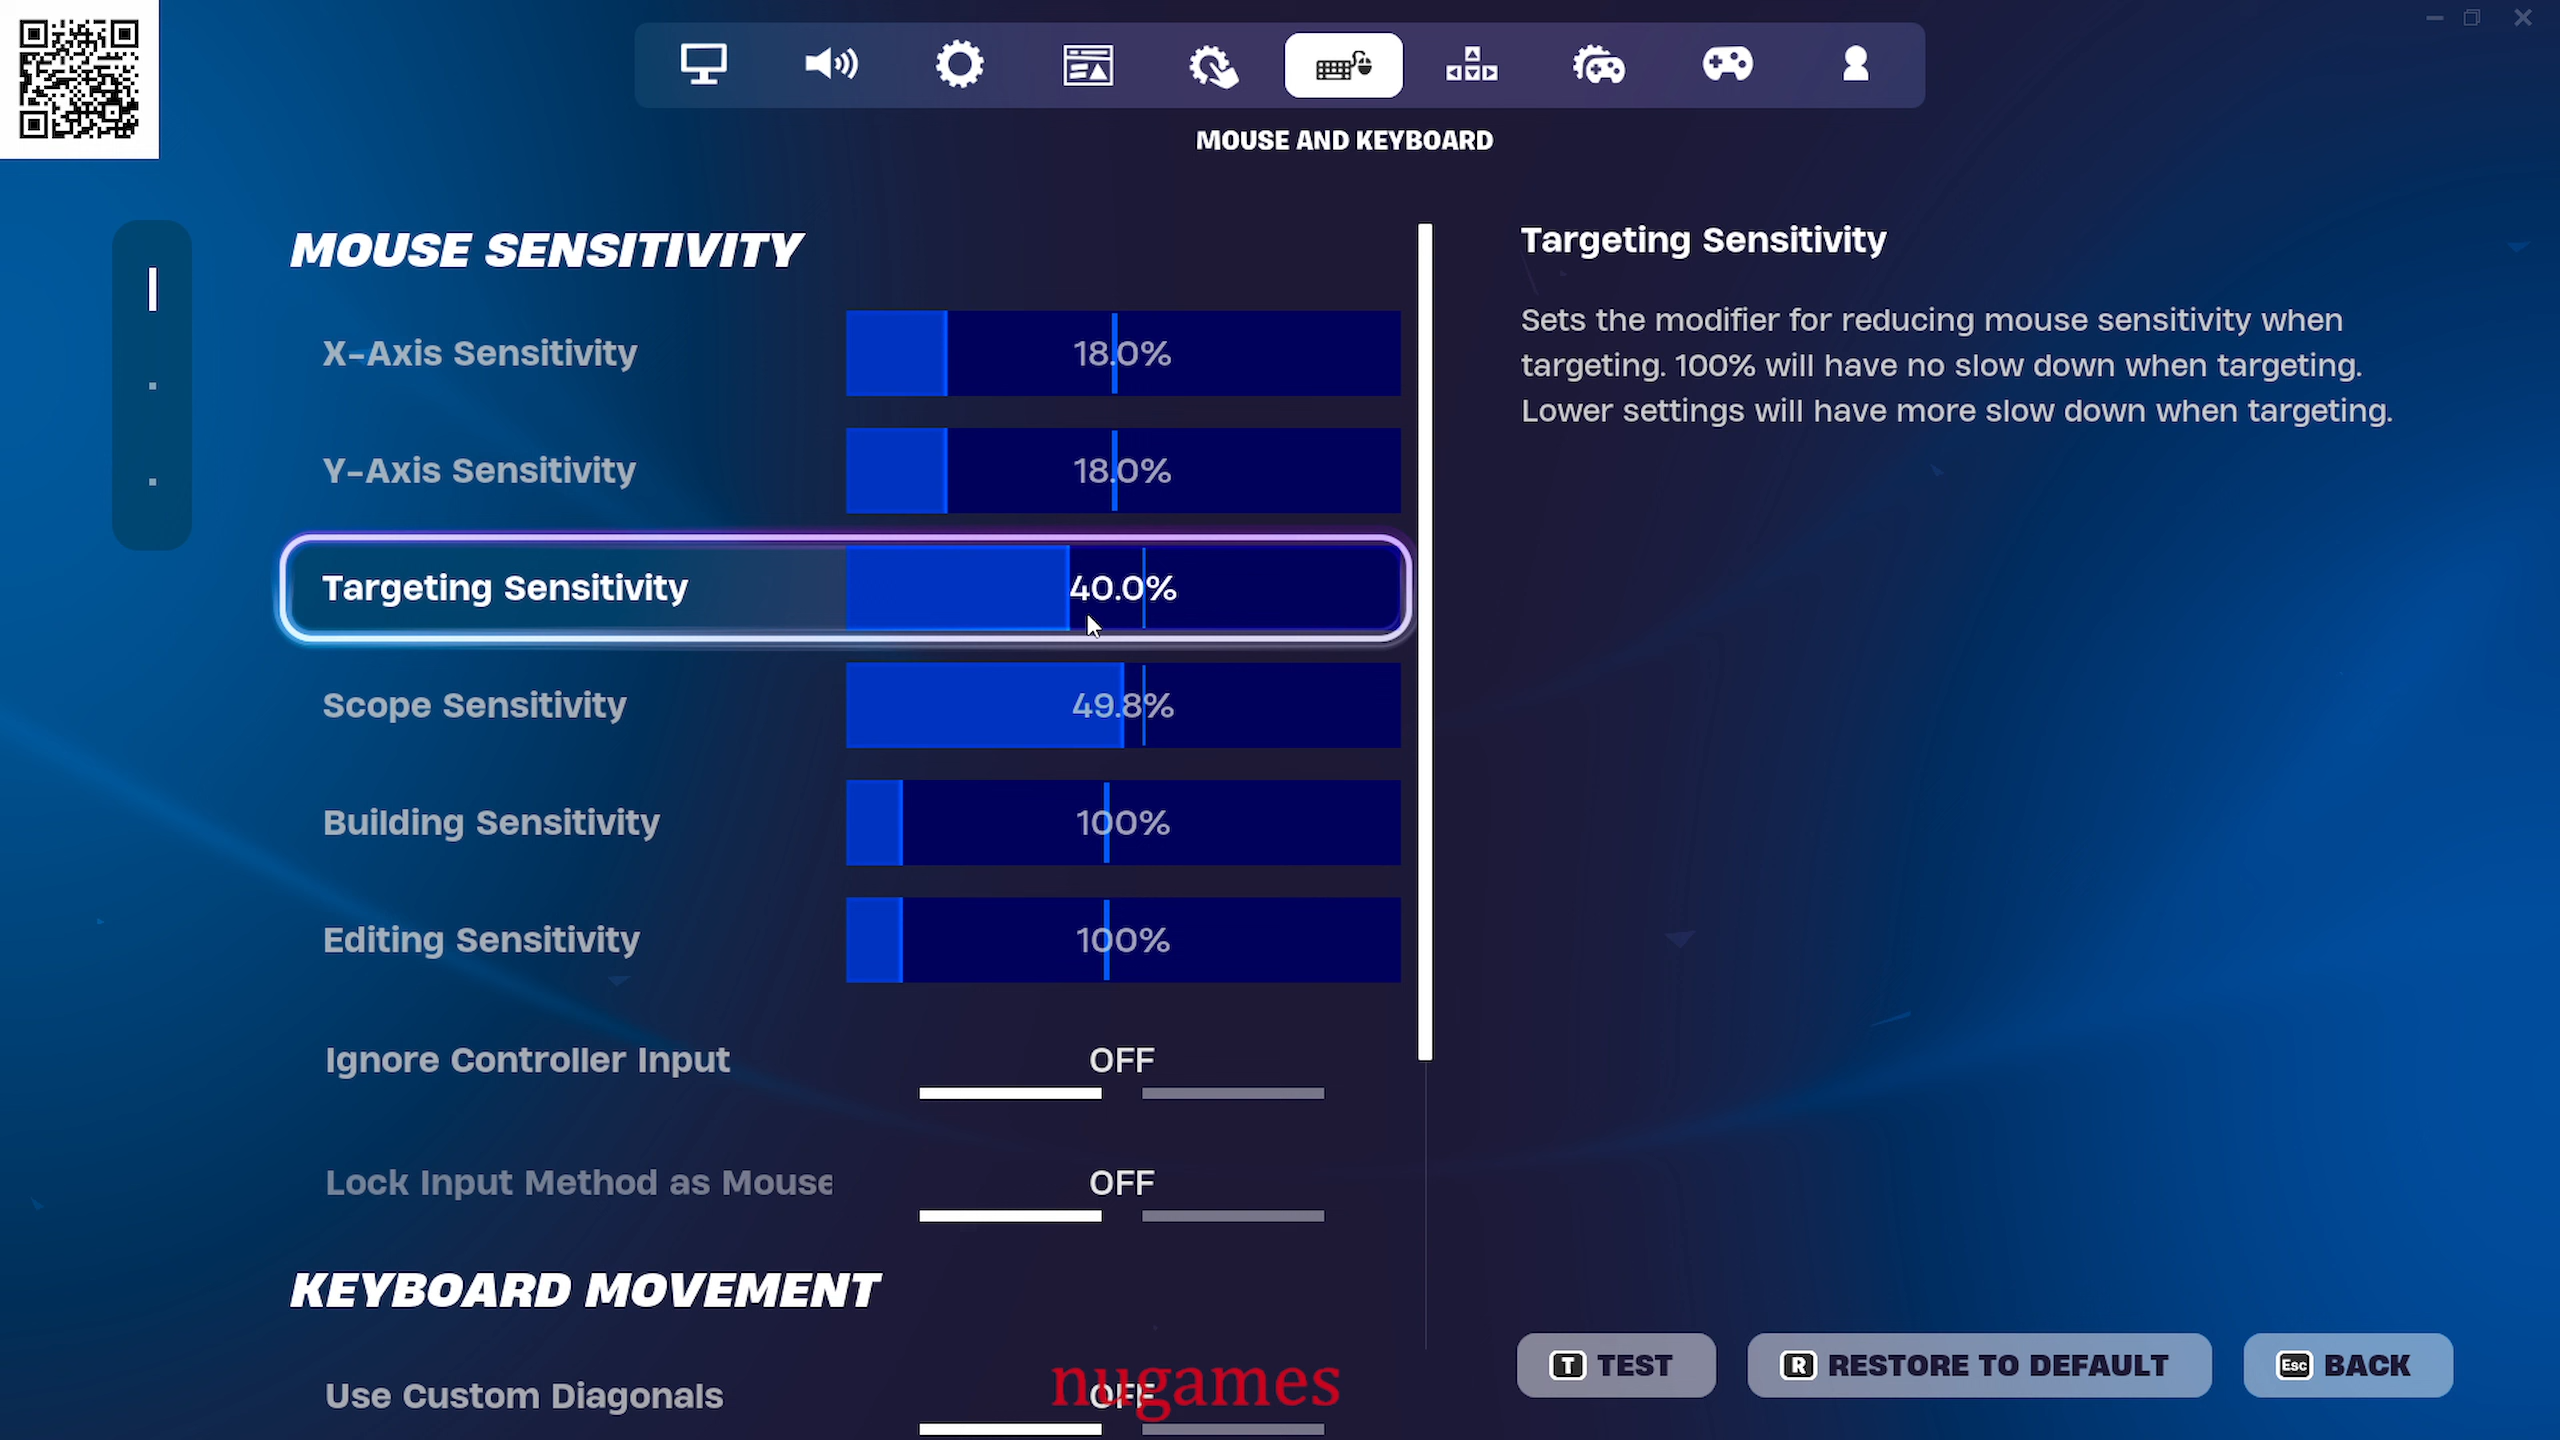 MOUSE AND KEYBOARD
MOUSE SENSITIVITY
X-Axis Sensitivity 18.0%
Y-Axis Sensitivity 18.0%
Targeting Sensitivity 40.0%
Scope Sensitivity 49.8%
Building Sensitivity 100%
Editing Sensitivity 100%
Ignore Controller Input OFF
Lock Input Method as Mouse OFF
KEYBOARD MOVEMENT
Use Custom Diagonals OFF
nugames
Targeting Sensitivity
Sets the modifier for reducing mouse sensitivity when
targeting. 100% will have no slow down when targeting.
Lower settings will have more slow down when targeting.
T TEST
R RESTORE TO DEFAULT
Esc BACK